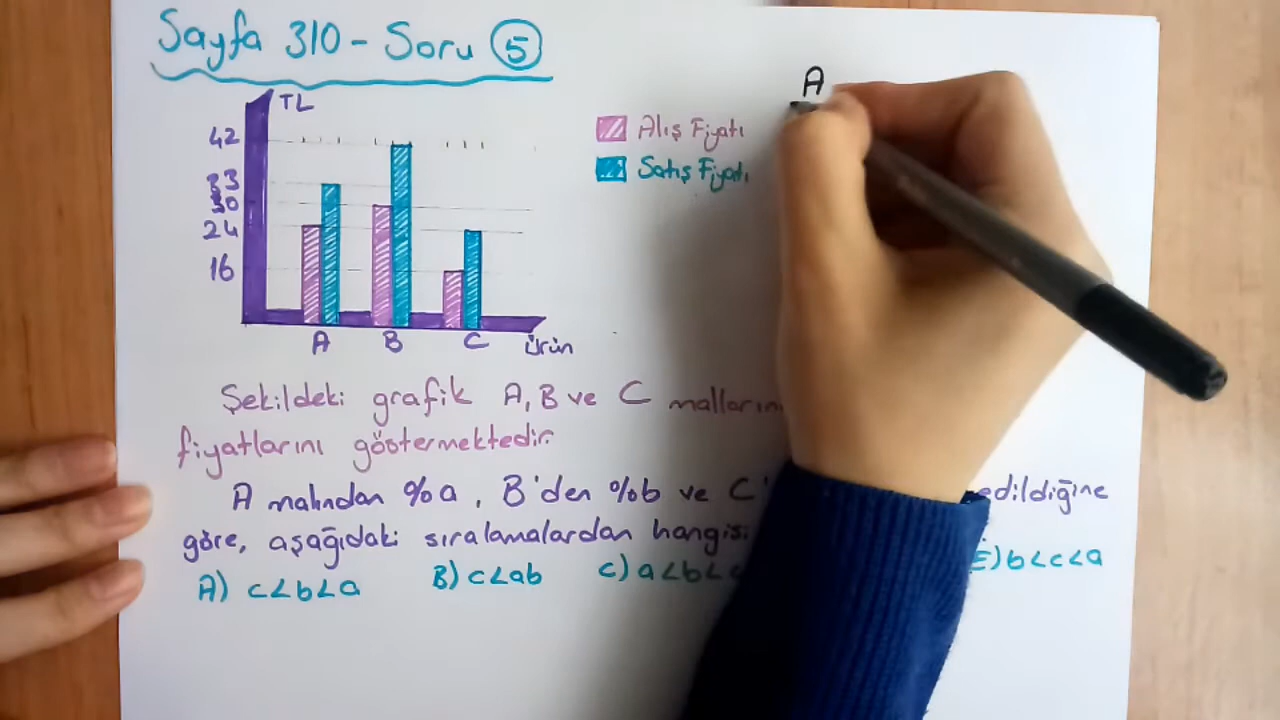 Sayfa 310 - Soru 5
TL
42
33
30
24
16
A B C ürün
Alış Fiyatı
Satış Fiyatı
A
Şekildeki grafik A, B ve C
fiyatlarını göstermektedir.
A malından %a, B'den %b ve C' edildiğine
göre, aşağıdaki sıralamalardan
A) c<b<a B) c<ab C) a<b< E) b<c<a